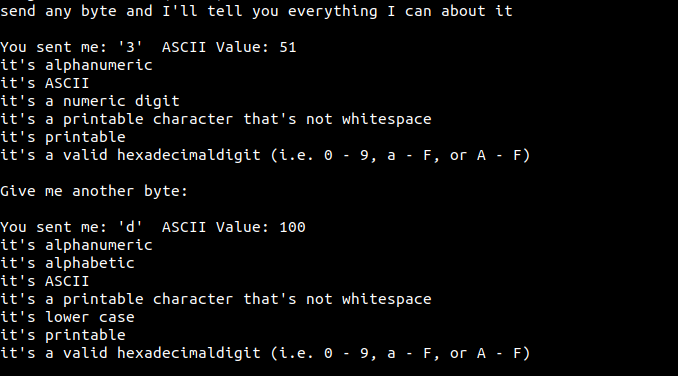 send any byte and I'll tell you everything I can about it
You sent me: '3'  ASCII Value: 51
it's alphanumeric
it's ASCII
it's a numeric digit
it's a printable character that's not whitespace
it's printable
it's a valid hexadecimaldigit (i.e. 0 - 9, a - F, or A - F)
Give me another byte:
You sent me: 'd'  ASCII Value: 100
it's alphanumeric
it's alphabetic
it's ASCII
it's a printable character that's not whitespace
it's lower case
it's printable
it's a valid hexadecimaldigit (i.e. 0 - 9, a - F, or A - F)